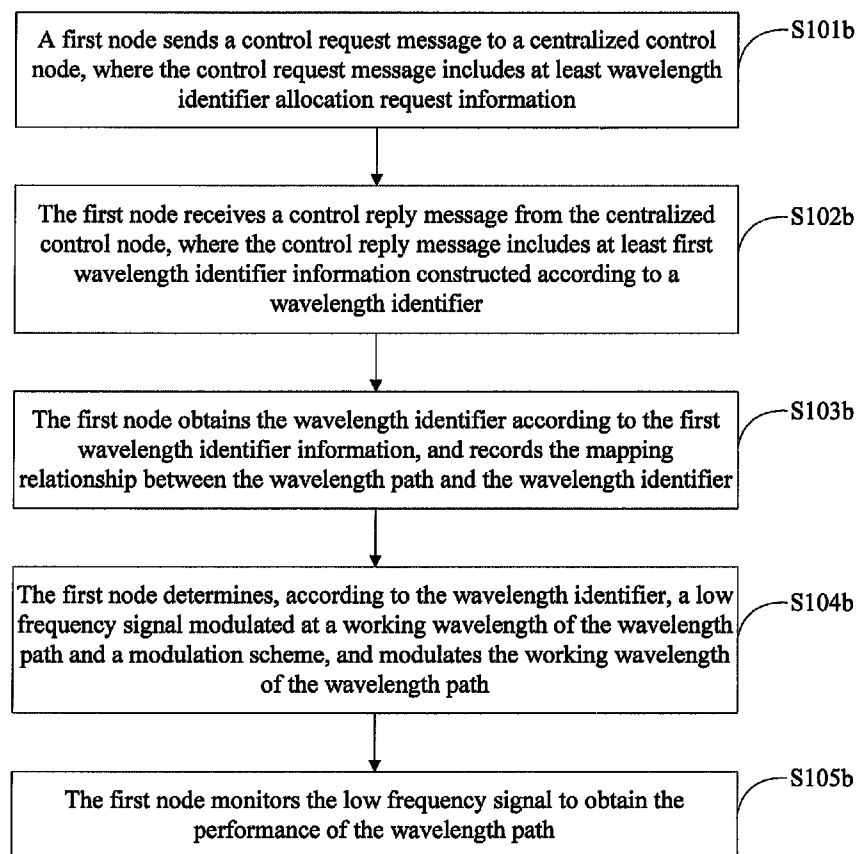 A first node sends a control request message to a centralized control
node, where the control request message includes at least wavelength
identifier allocation request information
S101b
The first node receives a control reply message from the centralized
control node, where the control reply message includes at least first
wavelength identifier information constructed according to a
wavelength identifier
S102b
The first node obtains the wavelength identifier according to the first
wavelength identifier information, and records the mapping
relationship between the wavelength path and the wavelength identifier
S103b
The first node determines, according to the wavelength identifier, a low
frequency signal modulated at a working wavelength of the wavelength
path and a modulation scheme, and modulates the working wavelength
of the wavelength path
S104b
The first node monitors the low frequency signal to obtain the
performance of the wavelength path
S105b